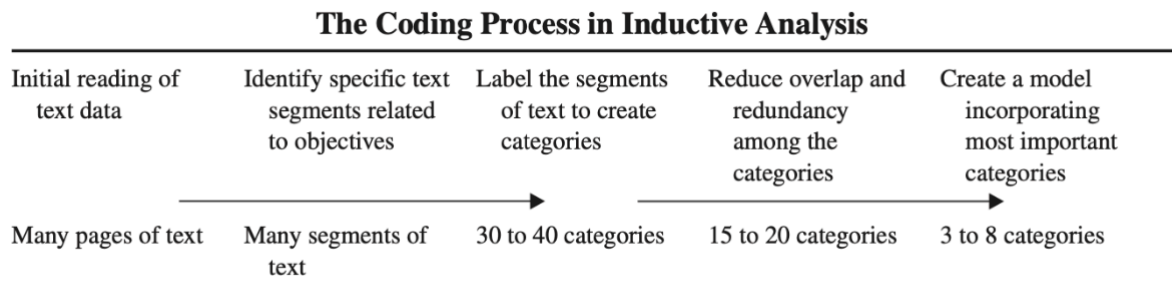 The Coding Process in Inductive Analysis
Initial reading of
text data
Identify specific text
segments related
to objectives
Label the segments
of text to create
categories
Reduce overlap and
redundancy
among the
categories
Create a model
incorporating
most important
categories
Many pages of text
Many segments of
text
30 to 40 categories
15 to 20 categories
3 to 8 categories